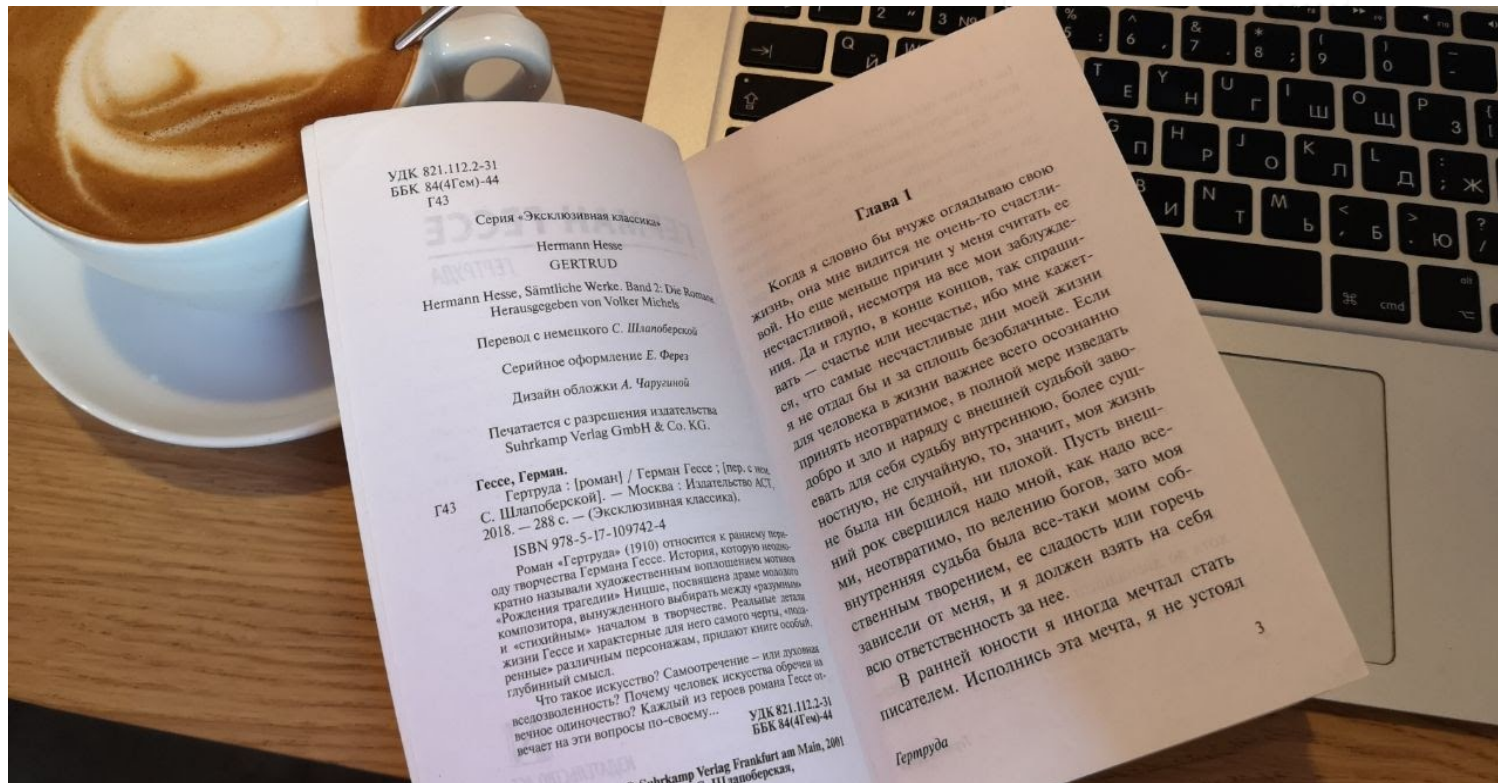 УДК 821.112.2-31
ББК 84(4Гем)-44
Г43
Серия «Эксклюзивная классика»
Hermann Hesse
GERTRUD
Hermann Hesse, Sämtliche Werke. Band 2: Die Romane.
Herausgegeben von Volker Michels
Перевод с немецкого С. Шлапоберской
Серийное оформление Е. Ферез
Дизайн обложки А. Чаругиной
Печатается с разрешения издательства
Suhrkamp Verlag GmbH & Co. KG.
Гессе, Герман.
Г43 Гертруда : [роман] / Герман Гессе ; [пер. с нем.
С. Шлапоберской]. — Москва : Издательство АСТ,
2018. — 288 с. — (Эксклюзивная классика).
ISBN 978-5-17-109742-4
Роман «Гертруда» (1910) относится к раннему пери-
оду творчества Германа Гессе. История, которую неодно-
кратно называли художественным воплощением мотивов
«Рождения трагедии» Ницше, посвящена драме молодого
композитора, вынужденного выбирать между «разумным»
и «стихийным» началом в творчестве. Реальные детали
жизни Гессе и характерные для него самого черты, «пода-
ренные» различным персонажам, придают книге особый,
глубинный смысл.
Что такое искусство? Самоотречение – или духовная
вседозволенность? Почему человек искусства обречен на
вечное одиночество? Каждый из героев романа Гессе от-
вечает на эти вопросы по-своему...
УДК 821.112.2-31
ББК 84(4Гем)-44
Suhrkamp Verlag Frankfurt am Main, 2001
Шлапоберская,
Глава 1
Когда я словно бы вчуже оглядываю свою
жизнь, она мне видится не очень-то счастли-
вой. Но еще меньше причин у меня считать ее
несчастливой, несмотря на все мои заблужде-
ния. Да и глупо, в конце концов, так спраши-
вать — счастье или несчастье, ибо мне кажет-
ся, что самые несчастливые дни моей жизни
я не отдал бы и за сплошь безоблачные. Если
для человека в жизни важнее всего осознанно
принять неотвратимое, в полной мере изведать
добро и зло и наряду с внешней судьбой заво-
евать для себя судьбу внутреннюю, более сущ-
ностную, не случайную, то, значит, моя жизнь
не была ни бедной, ни плохой. Пусть внеш-
ний рок свершился надо мной, как надо все-
ми, неотвратимо, по велению богов, зато моя
внутренняя судьба была все-таки моим соб-
ственным творением, ее сладость или горечь
зависели от меня, и я должен взять на себя
всю ответственность за нее.
В ранней юности я иногда мечтал стать
писателем. Исполнись эта мечта, я не устоял
3
Гертруда